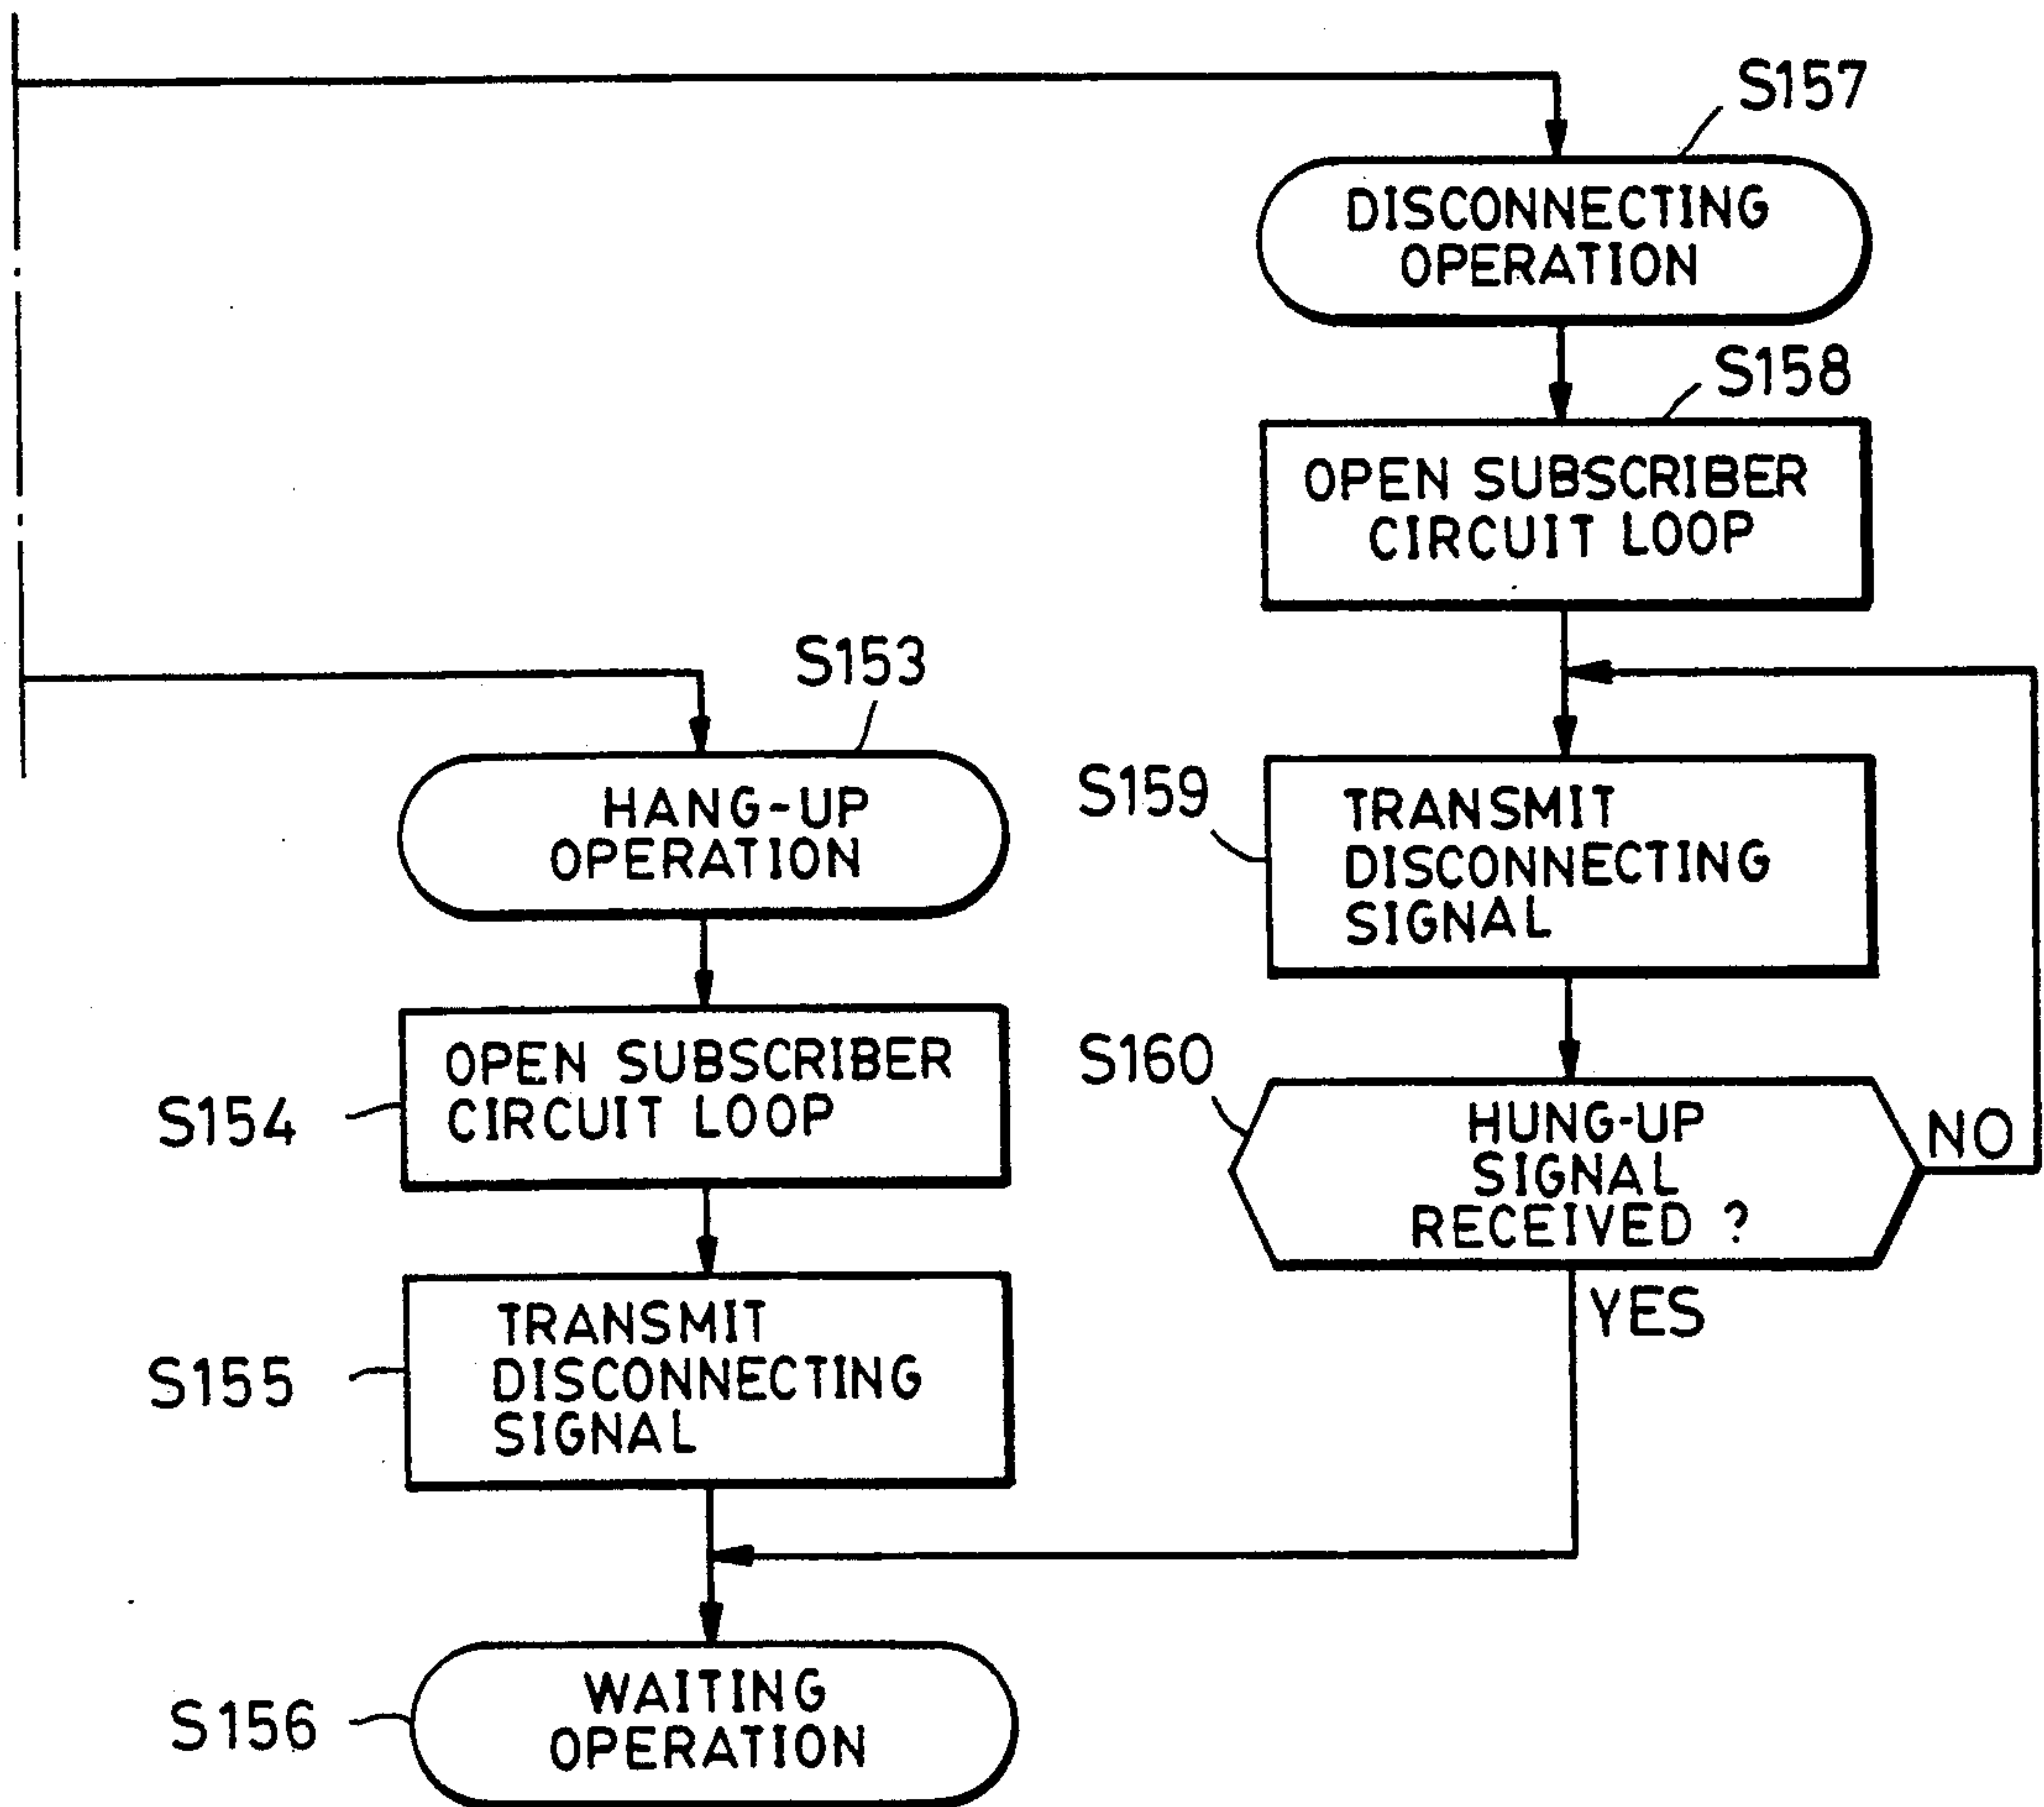 S157
DISCONNECTING
OPERATION
S158
OPEN SUBSCRIBER
CIRCUIT LOOP
S153
HANG-UP
OPERATION
S159
TRANSMIT
DISCONNECTING
SIGNAL
S154
OPEN SUBSCRIBER
CIRCUIT LOOP
S160
HUNG-UP
SIGNAL
RECEIVED ?
NO
YES
S155
TRANSMIT
DISCONNECTING
SIGNAL
S156
WAITING
OPERATION